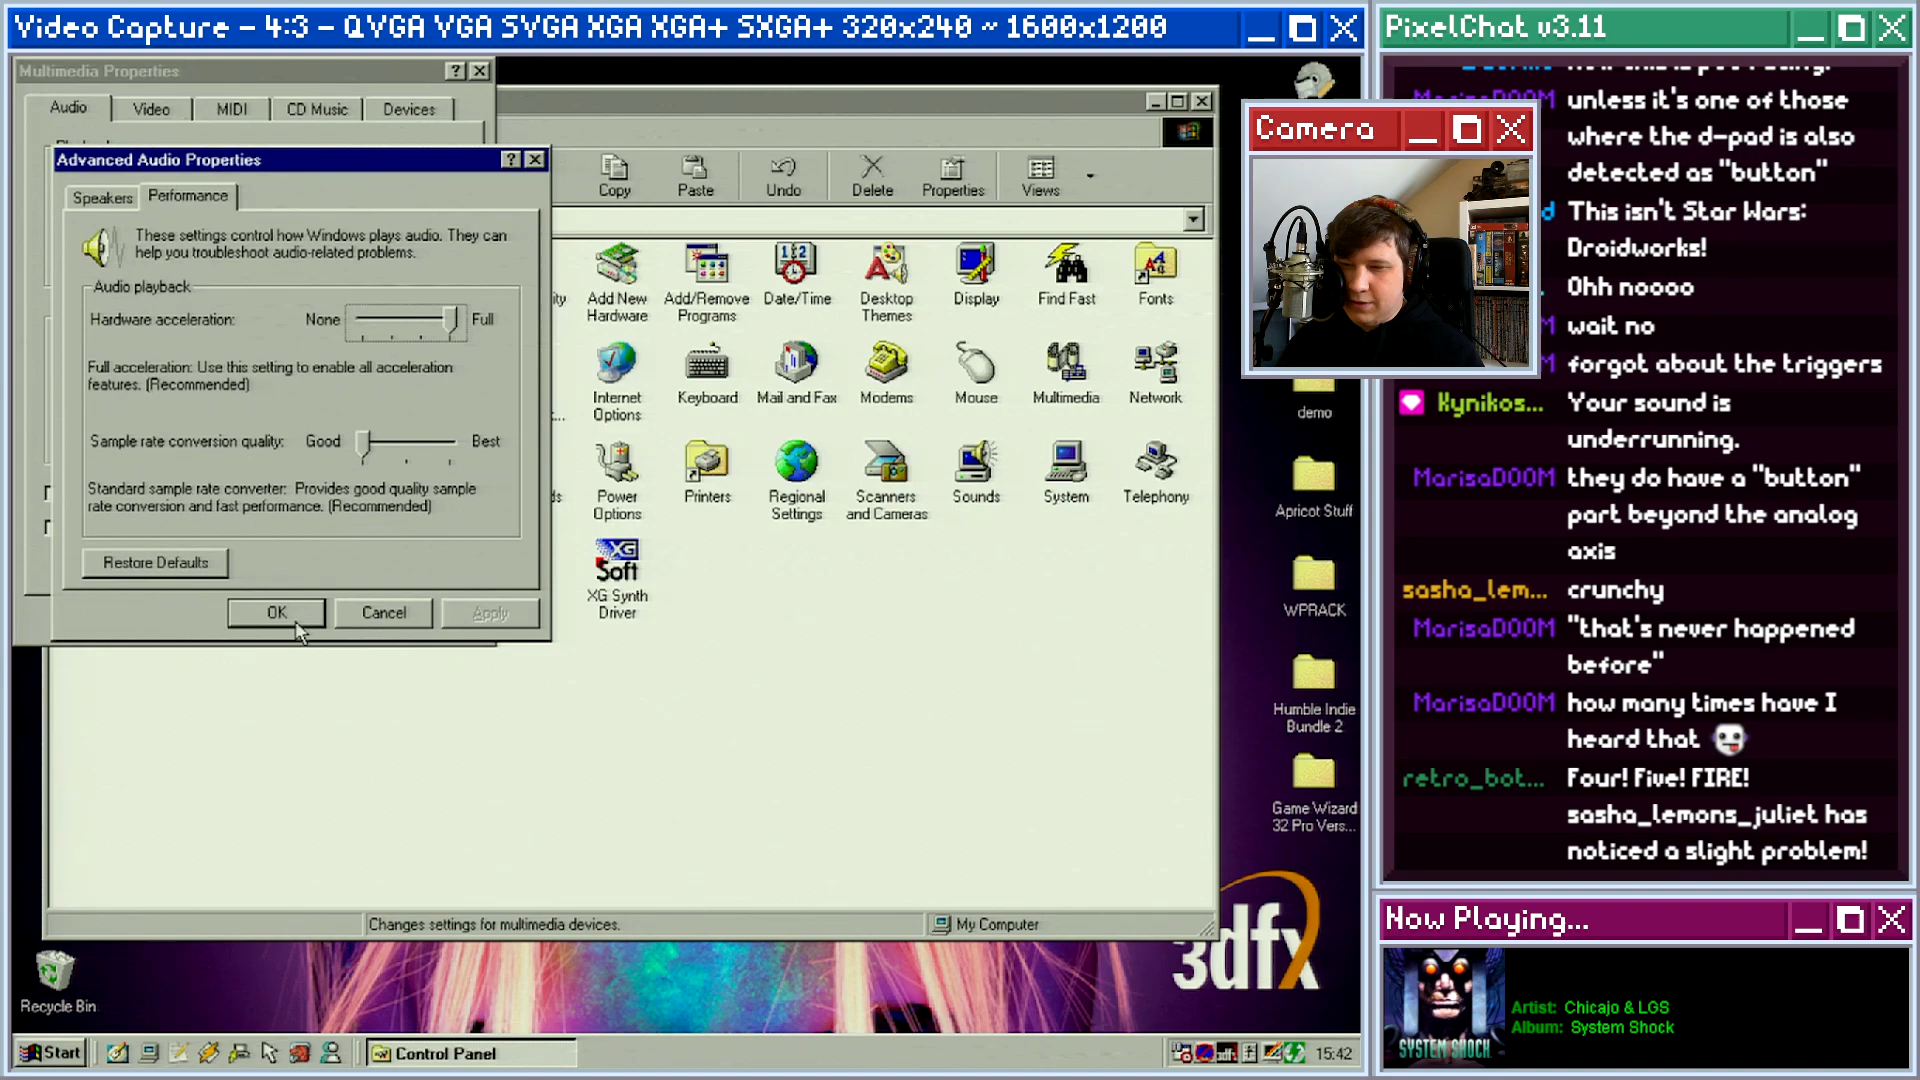 Video Capture - 4:3 - QVGA VGA SVGA XGA XGA+ SXGA+ 320x240 ~ 1600x1200
Multimedia Properties
Audio
Video
MIDI
CD Music
Devices
Advanced Audio Properties
Speakers
Performance
These settings control how Windows plays audio. They can
help you troubleshoot audio-related problems.
Audio playback
Hardware acceleration:
None
Full
Full acceleration: Use this setting to enable all acceleration
features. (Recommended)
Sample rate conversion quality:
Good
Best
Standard sample rate converter: Provides good quality sample
rate conversion and fast performance. (Recommended)
Restore Defaults
OK
Cancel
Apply
Copy
Paste
Undo
Delete
Properties
Views
Add New
Hardware
Add/Remove
Programs
Date/Time
Desktop
Themes
Display
Find Fast
Fonts
Internet
Options
Keyboard
Mail and Fax
Modems
Mouse
Multimedia
Network
Power
Options
Printers
Regional
Settings
Scanners
and Cameras
Sounds
System
Telephony
XG
Soft
XG Synth
Driver
Changes settings for multimedia devices.
My Computer
demo
Apricot Stuff
WPRACK
Humble Indie
Bundle 2
Game Wizard
32 Pro Vers...
3dfx
Recycle Bin
Start
Control Panel
15:42
Camera
PixelChat v3.11
MarisaDOOM unless it's one of those
where the d-pad is also
detected as "button"
This isn't Star Wars:
Droidworks!
Ohh noooo
wait no
forgot about the triggers
Kynikos... Your sound is
underrunning.
MarisaDOOM they do have a "button"
part beyond the analog
axis
sasha_lem... crunchy
MarisaDOOM "that's never happened
before"
MarisaDOOM how many times have I
heard that
retro_bot... Four! Five! FIRE!
sasha_lemons_juliet has
noticed a slight problem!
Now Playing...
SYSTEM SHOCK
Artist: Chicajo & LGS
Album: System Shock